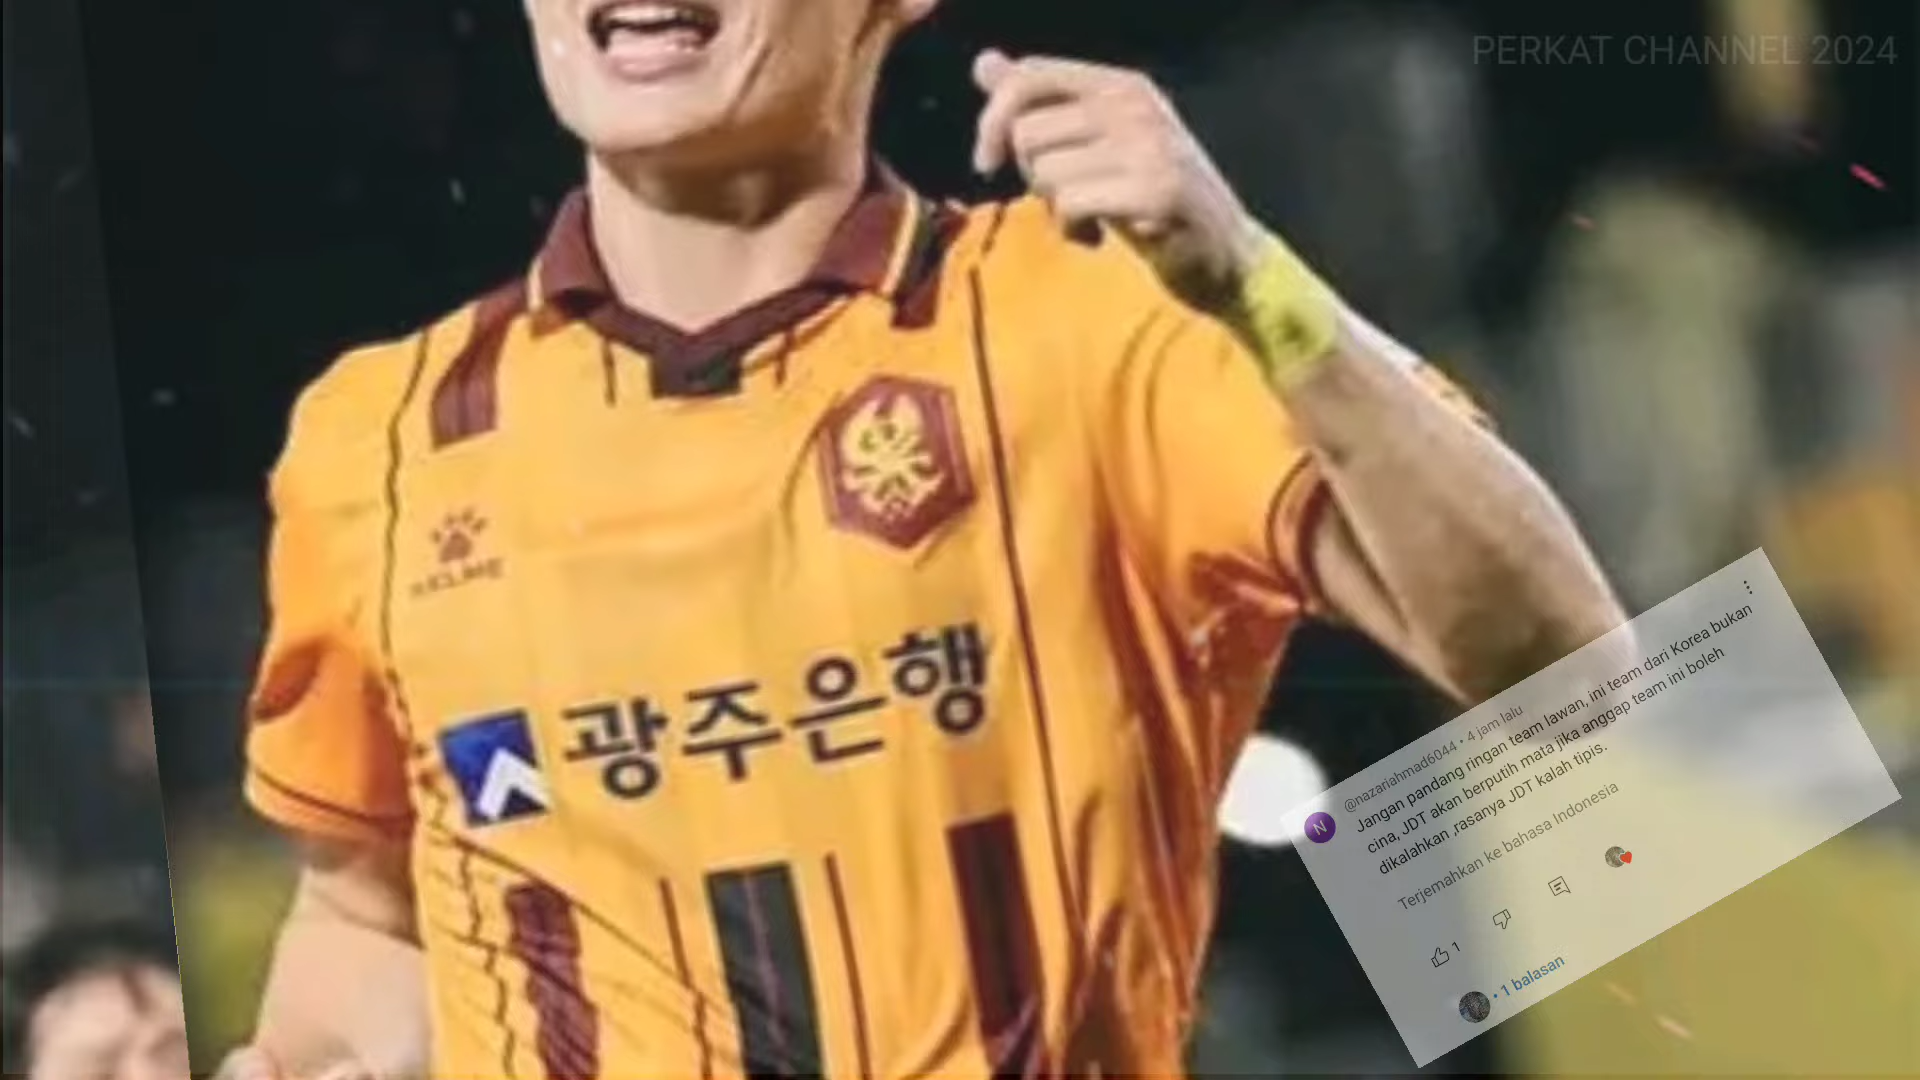 PERKAT CHANNEL 2024
KELME
광주은행
@nazariahmad6044 • 4 jam lalu
Jangan pandang ringan team lawan, ini team dari Korea bukan
cina, JDT akan berputih mata jika anggap team ini boleh
dikalahkan ,rasanya JDT kalah tipis.
Terjemahkan ke bahasa Indonesia
1
N
• 1 balasan